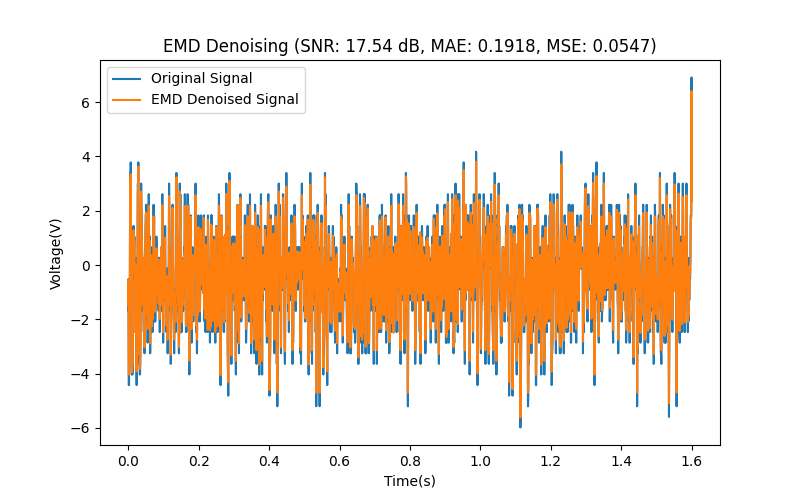 EMD Denoising (SNR: 17.54 dB, MAE: 0.1918, MSE: 0.0547)
Original Signal
EMD Denoised Signal
6
4
2
0
−2
−4
−6
Voltage(V)
0.0 0.2 0.4 0.6 0.8 1.0 1.2 1.4 1.6
Time(s)